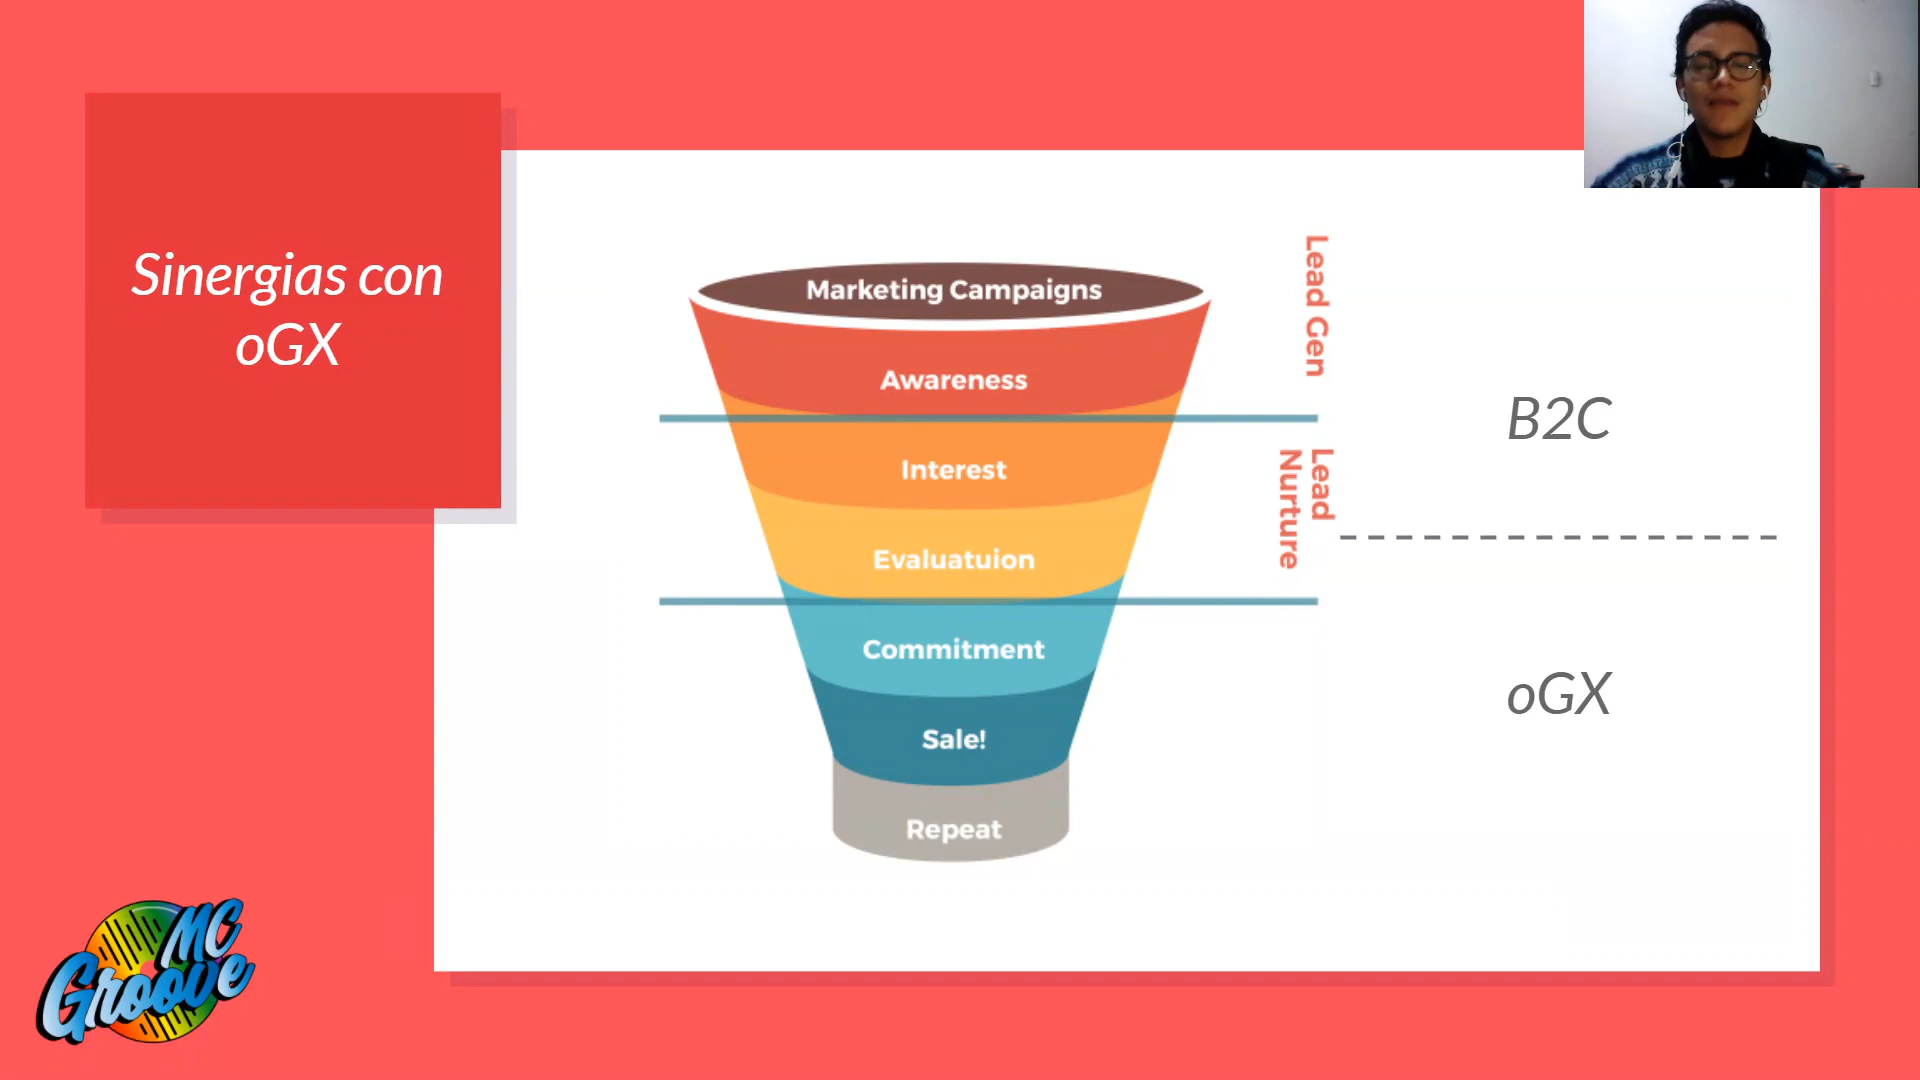 Sinergias con
oGX
Marketing Campaigns
Awareness
Interest
Evaluatuion
Commitment
Sale!
Repeat
Lead Gen
Lead
Nurture
B2C
oGX
MC
Groove